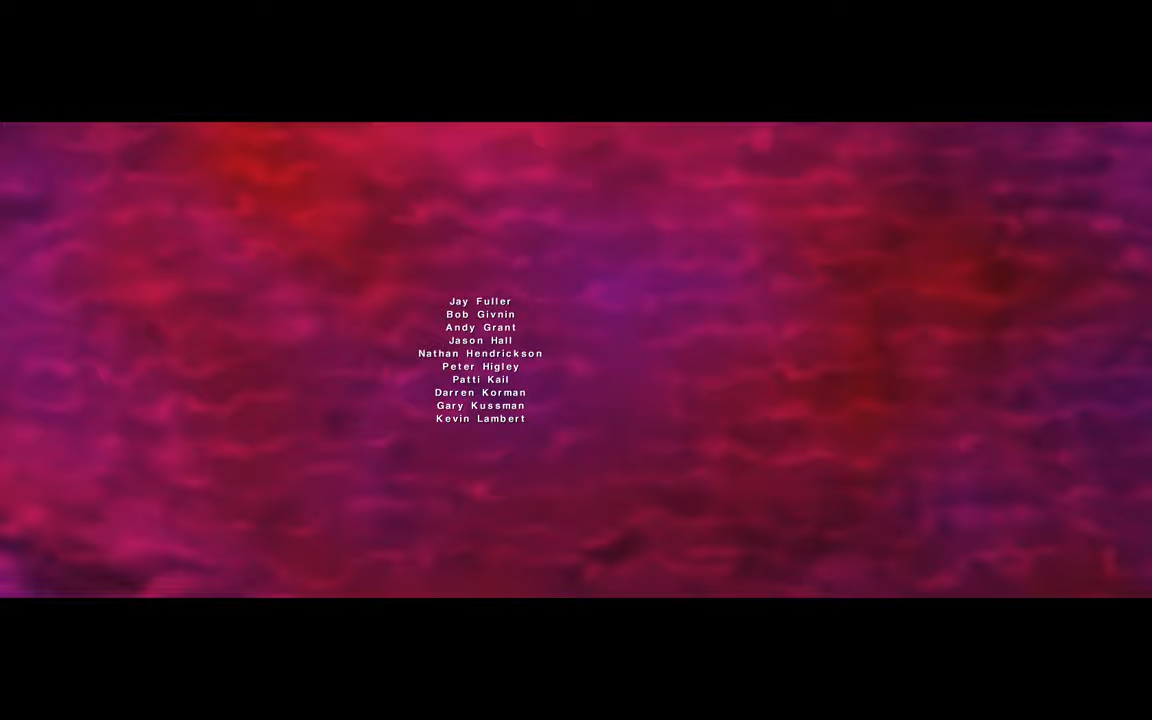 Jay Fuller
Bob Givnin
Andy Grant
Jason Hall
Nathan Hendrickson
Peter Higley
Patti Kail
Darren Korman
Gary Kussman
Kevin Lambert